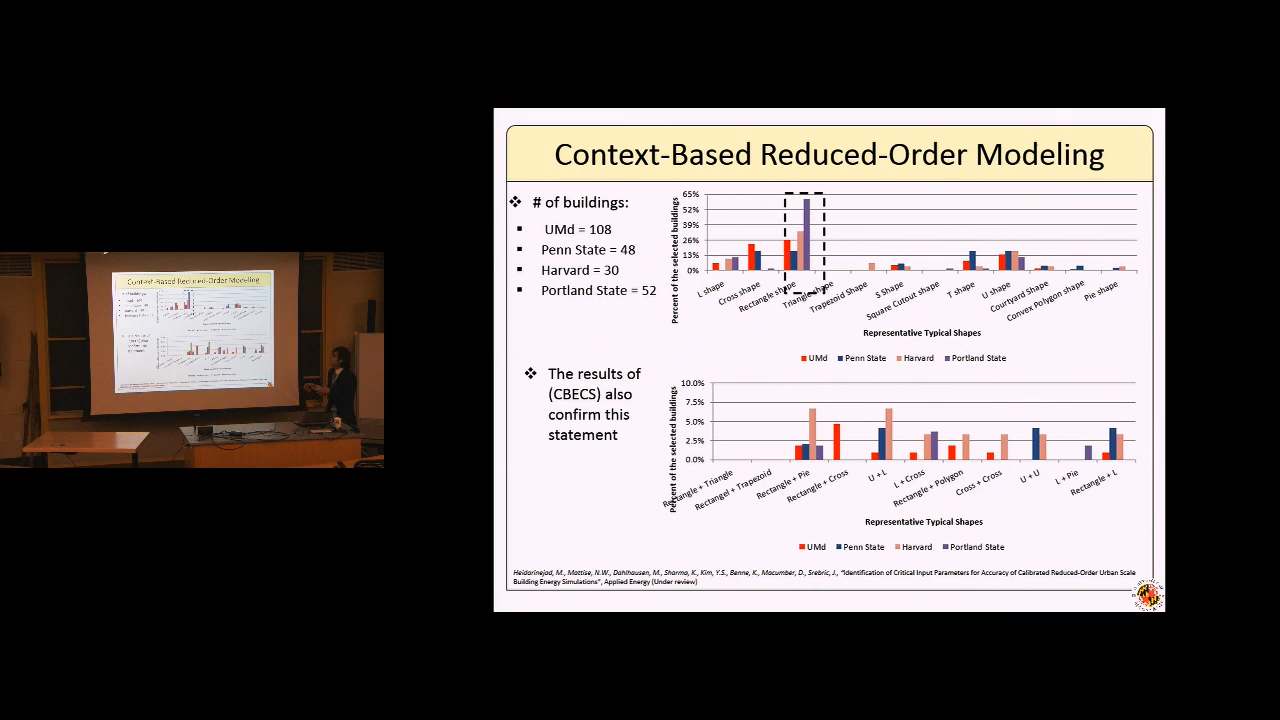 Context-Based Reduced-Order Modeling
❖ # of buildings:
▪ UMd = 108
▪ Penn State = 48
▪ Harvard = 30
▪ Portland State = 52
❖ The results of
(CBECS) also
confirm this
statement
Percent of the selected buildings
65%
52%
39%
26%
13%
0%
L shape
Cross shape
Rectangle shape
Trapezoid shape
S Shape
Square Cutout shape
T shape
U shape
Courtyard Shape
Convex Polygon shape
Pie shape
Representative Typical Shapes
UMd Penn State Harvard Portland State
Percent of the selected buildings
10.0%
7.5%
5.0%
2.5%
0.0%
Rectangle + Triangle
Rectangel + Trapezoid
Rectangle + Pie
Rectangle + Cross
U + L
L + Cross
Rectangle + Polygon
Cross + Cross
U + U
L + Pie
Rectangle + L
Representative Typical Shapes
UMd Penn State Harvard Portland State
Heidarinejad, M., Mattise, N.W., Dahlhausen, M., Sharma, K., Kim, Y.S., Benne, K., Macumber, D., Srebric, J., "Identification of Critical Input Parameters for Accuracy of Calibrated Reduced-Order Urban Scale
Building Energy Simulations", Applied Energy (Under review)
Context-Based Reduced-Order Modeling